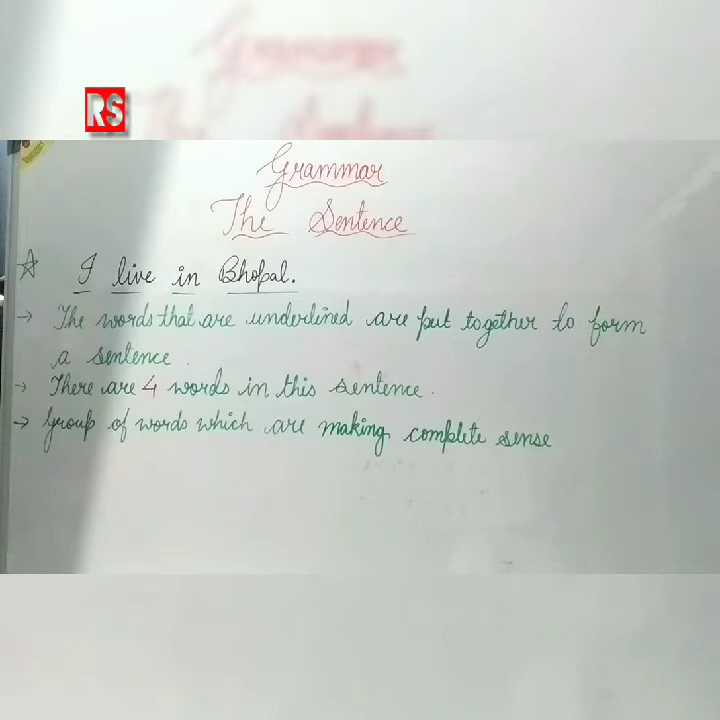 RS
Grammar
The Sentence
☆ I live in Bhopal.
→ The words that are underlined are put together to form
a sentence.
→ There are 4 words in this sentence.
→ Group of words which are making complete sense